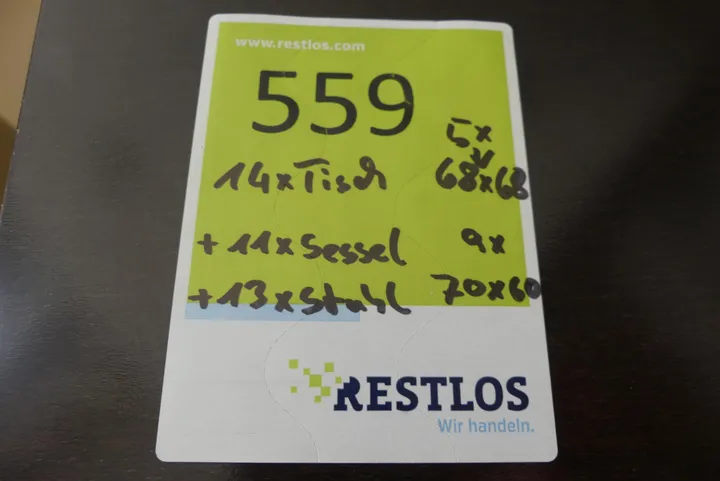 www.restlos.com
559
5x
14xTisch 68x68
+ 11xSessel 9x
+13xStuhl 70x60
RESTLOS
Wir handeln.